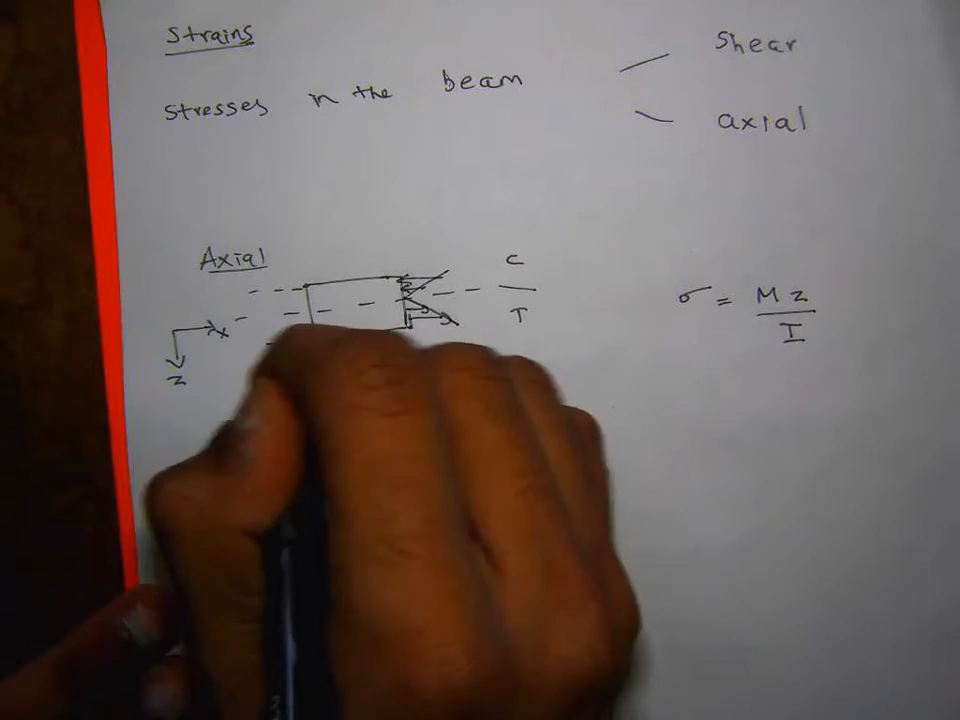 Strains
Stresses in the beam
Shear
axial
Axial
C
T
x
z
σ = Mz / I